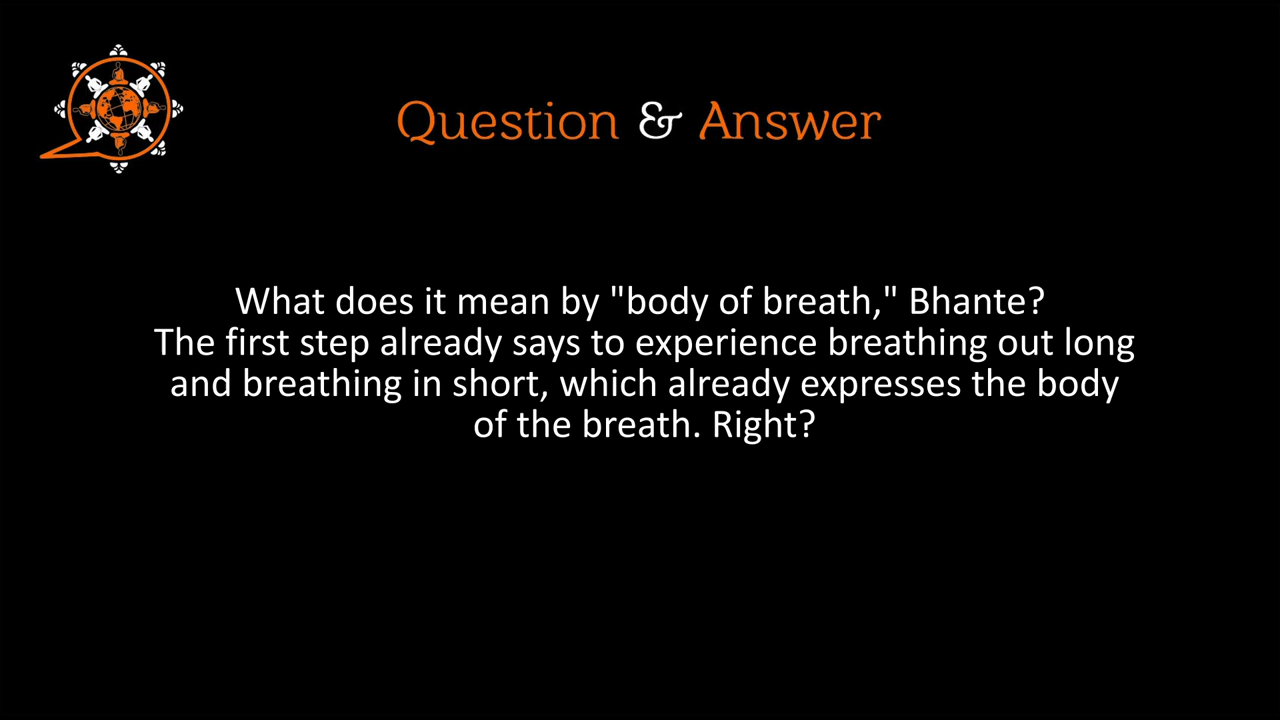 Question & Answer
What does it mean by "body of breath," Bhante?
The first step already says to experience breathing out long
and breathing in short, which already expresses the body
of the breath. Right?